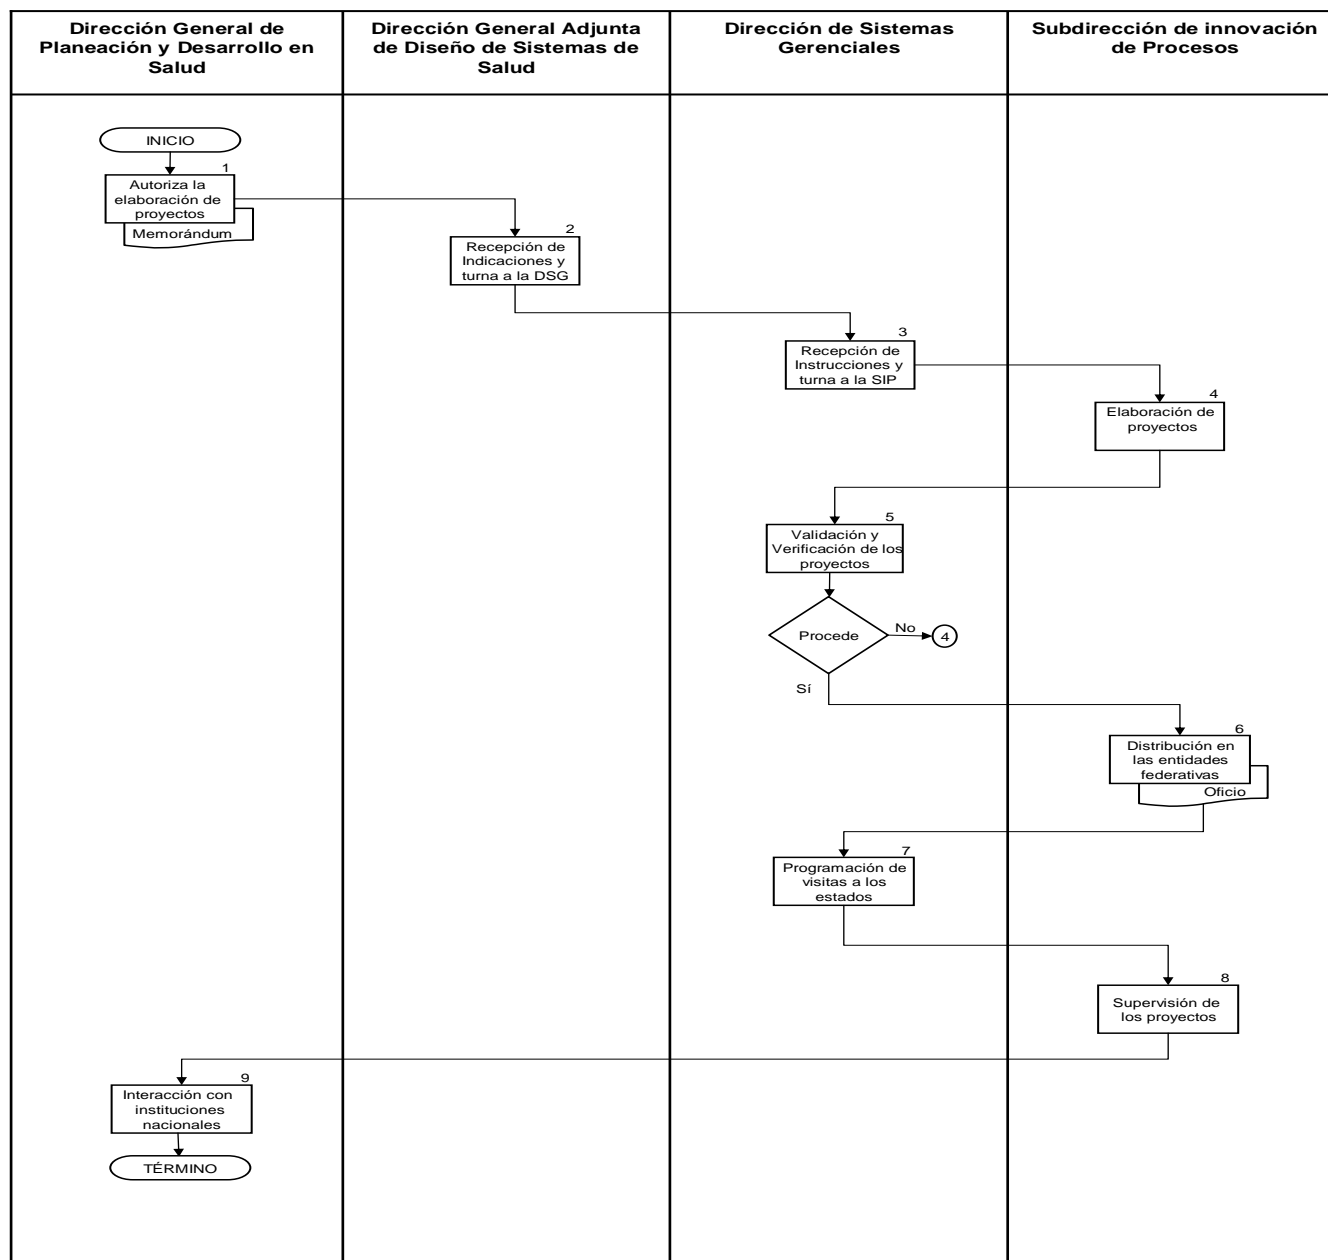 Dirección General de
Planeación y Desarrollo en
Salud
Dirección General Adjunta
de Diseño de Sistemas de
Salud
Dirección de Sistemas
Gerenciales
Subdirección de innovación
de Procesos
INICIO
1
Autoriza la
elaboración de
proyectos
Memorándum
2
Recepción de
Indicaciones y
turna a la DSG
3
Recepción de
Instrucciones y
turna a la SIP
4
Elaboración de
proyectos
5
Validación y
Verificación de los
proyectos
Procede
No
4
Sí
6
Distribución en
las entidades
federativas
Oficio
7
Programación de
visitas a los
estados
8
Supervisión de
los proyectos
9
Interacción con
instituciones
nacionales
TÉRMINO